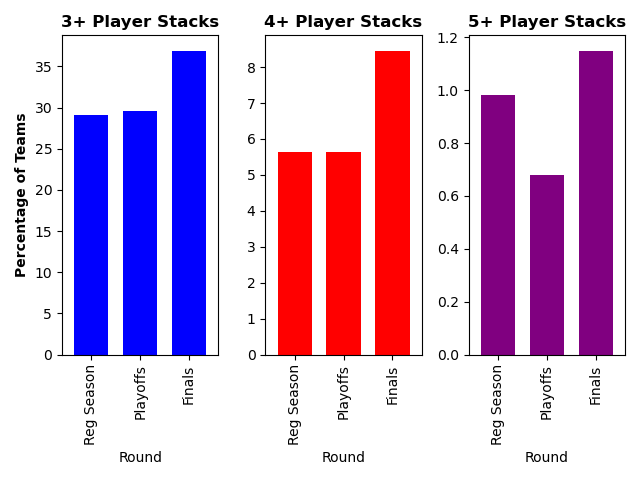 3+ Player Stacks
4+ Player Stacks
5+ Player Stacks
Percentage of Teams
35
30
25
20
15
10
5
0
Reg Season
Playoffs
Finals
Round
8
7
6
5
4
3
2
1
0
Reg Season
Playoffs
Finals
Round
1.2
1.0
0.8
0.6
0.4
0.2
0.0
Reg Season
Playoffs
Finals
Round